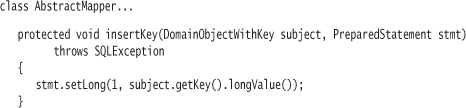 class AbstractMapper...
protected void insertKey(DomainObjectWithKey subject, PreparedStatement stmt)
throws SQLException
{
stmt.setLong(1, subject.getKey().longValue());
}